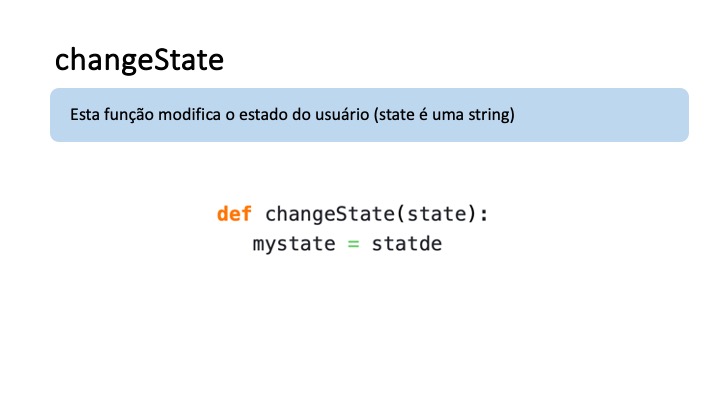 changeState
Esta função modifica o estado do usuário (state é uma string)
def changeState(state):
mystate = statde